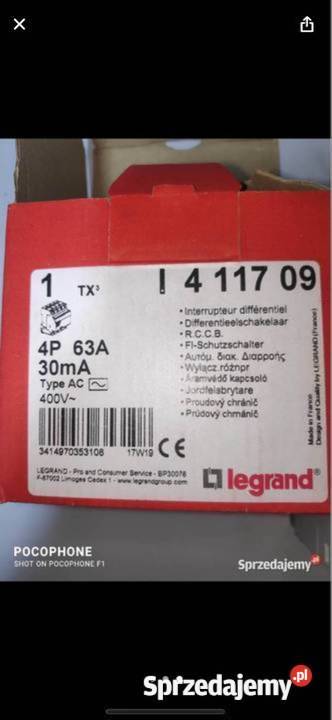 1 TX³ I 4 117 09
4P 63A
30mA
Type AC
400V~
• Interrupteur différentiel
• Differentieelschakelaar
• R.C.C.B.
• FI-Schutzschalter
• Αυτόμ. διακ. Διαρροής
• Wyłącz.różnpr
• Áramvédő kapcsoló
• Jordfelsbrytare
• Proudový chránič
• Prúdový chrnánič
3414970353106 17W19 CE
LEGRAND - Pro and Consumer Service - BP30076
F-87002 Limoges Cedex 1 - www.legrandgroup.com
legrand®
Made in France
Design and Quality by LEGRAND (France)
POCOPHONE
SHOT ON POCOPHONE F1
Sprzedajemy.pl
Sprzedajemy.pl